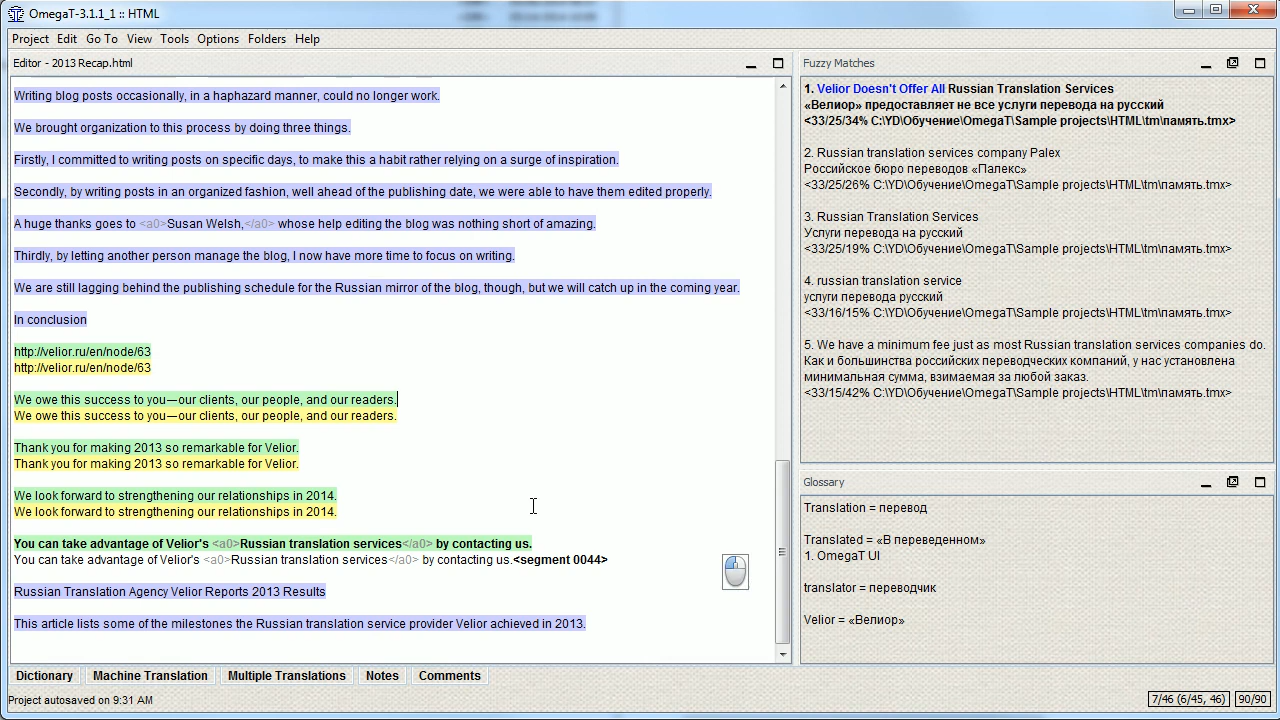 OmegaT-3.1.1_1 :: HTML
Project Edit Go To View Tools Options Folders Help
Editor - 2013 Recap.html
Writing blog posts occasionally, in a haphazard manner, could no longer work.
We brought organization to this process by doing three things.
Firstly, I committed to writing posts on specific days, to make this a habit rather relying on a surge of inspiration.
Secondly, by writing posts in an organized fashion, well ahead of the publishing date, we were able to have them edited properly.
A huge thanks goes to <a0>Susan Welsh,</a0> whose help editing the blog was nothing short of amazing.
Thirdly, by letting another person manage the blog, I now have more time to focus on writing.
We are still lagging behind the publishing schedule for the Russian mirror of the blog, though, but we will catch up in the coming year.
In conclusion
http://velior.ru/en/node/63
http://velior.ru/en/node/63
We owe this success to you—our clients, our people, and our readers.
We owe this success to you—our clients, our people, and our readers.
Thank you for making 2013 so remarkable for Velior.
Thank you for making 2013 so remarkable for Velior.
We look forward to strengthening our relationships in 2014.
We look forward to strengthening our relationships in 2014.
You can take advantage of Velior's <a0>Russian translation services</a0> by contacting us.
You can take advantage of Velior's <a0>Russian translation services</a0> by contacting us.<segment 0044>
Russian Translation Agency Velior Reports 2013 Results
This article lists some of the milestones the Russian translation service provider Velior achieved in 2013.
Fuzzy Matches
1. Velior Doesn't Offer All Russian Translation Services
«Велиор» предоставляет не все услуги перевода на русский
<33/25/34% C:\YD\Обучение\OmegaT\Sample projects\HTML\tm\память.tmx>
2. Russian translation services company Palex
Российское бюро переводов «Палекс»
<33/25/26% C:\YD\Обучение\OmegaT\Sample projects\HTML\tm\память.tmx>
3. Russian Translation Services
Услуги перевода на русский
<33/25/19% C:\YD\Обучение\OmegaT\Sample projects\HTML\tm\память.tmx>
4. russian translation service
услуги перевода русский
<33/16/15% C:\YD\Обучение\OmegaT\Sample projects\HTML\tm\память.tmx>
5. We have a minimum fee just as most Russian translation services companies do.
Как и большинства российских переводческих компаний, у нас установлена
минимальная сумма, взимаемая за любой заказ.
<33/15/42% C:\YD\Обучение\OmegaT\Sample projects\HTML\tm\память.tmx>
Glossary
Translation = перевод
Translated = «В переведенном»
1. OmegaT UI
translator = переводчик
Velior = «Велиор»
Dictionary Machine Translation Multiple Translations Notes Comments
Project autosaved on 9:31 AM
7/46 (6/45, 46) 90/90